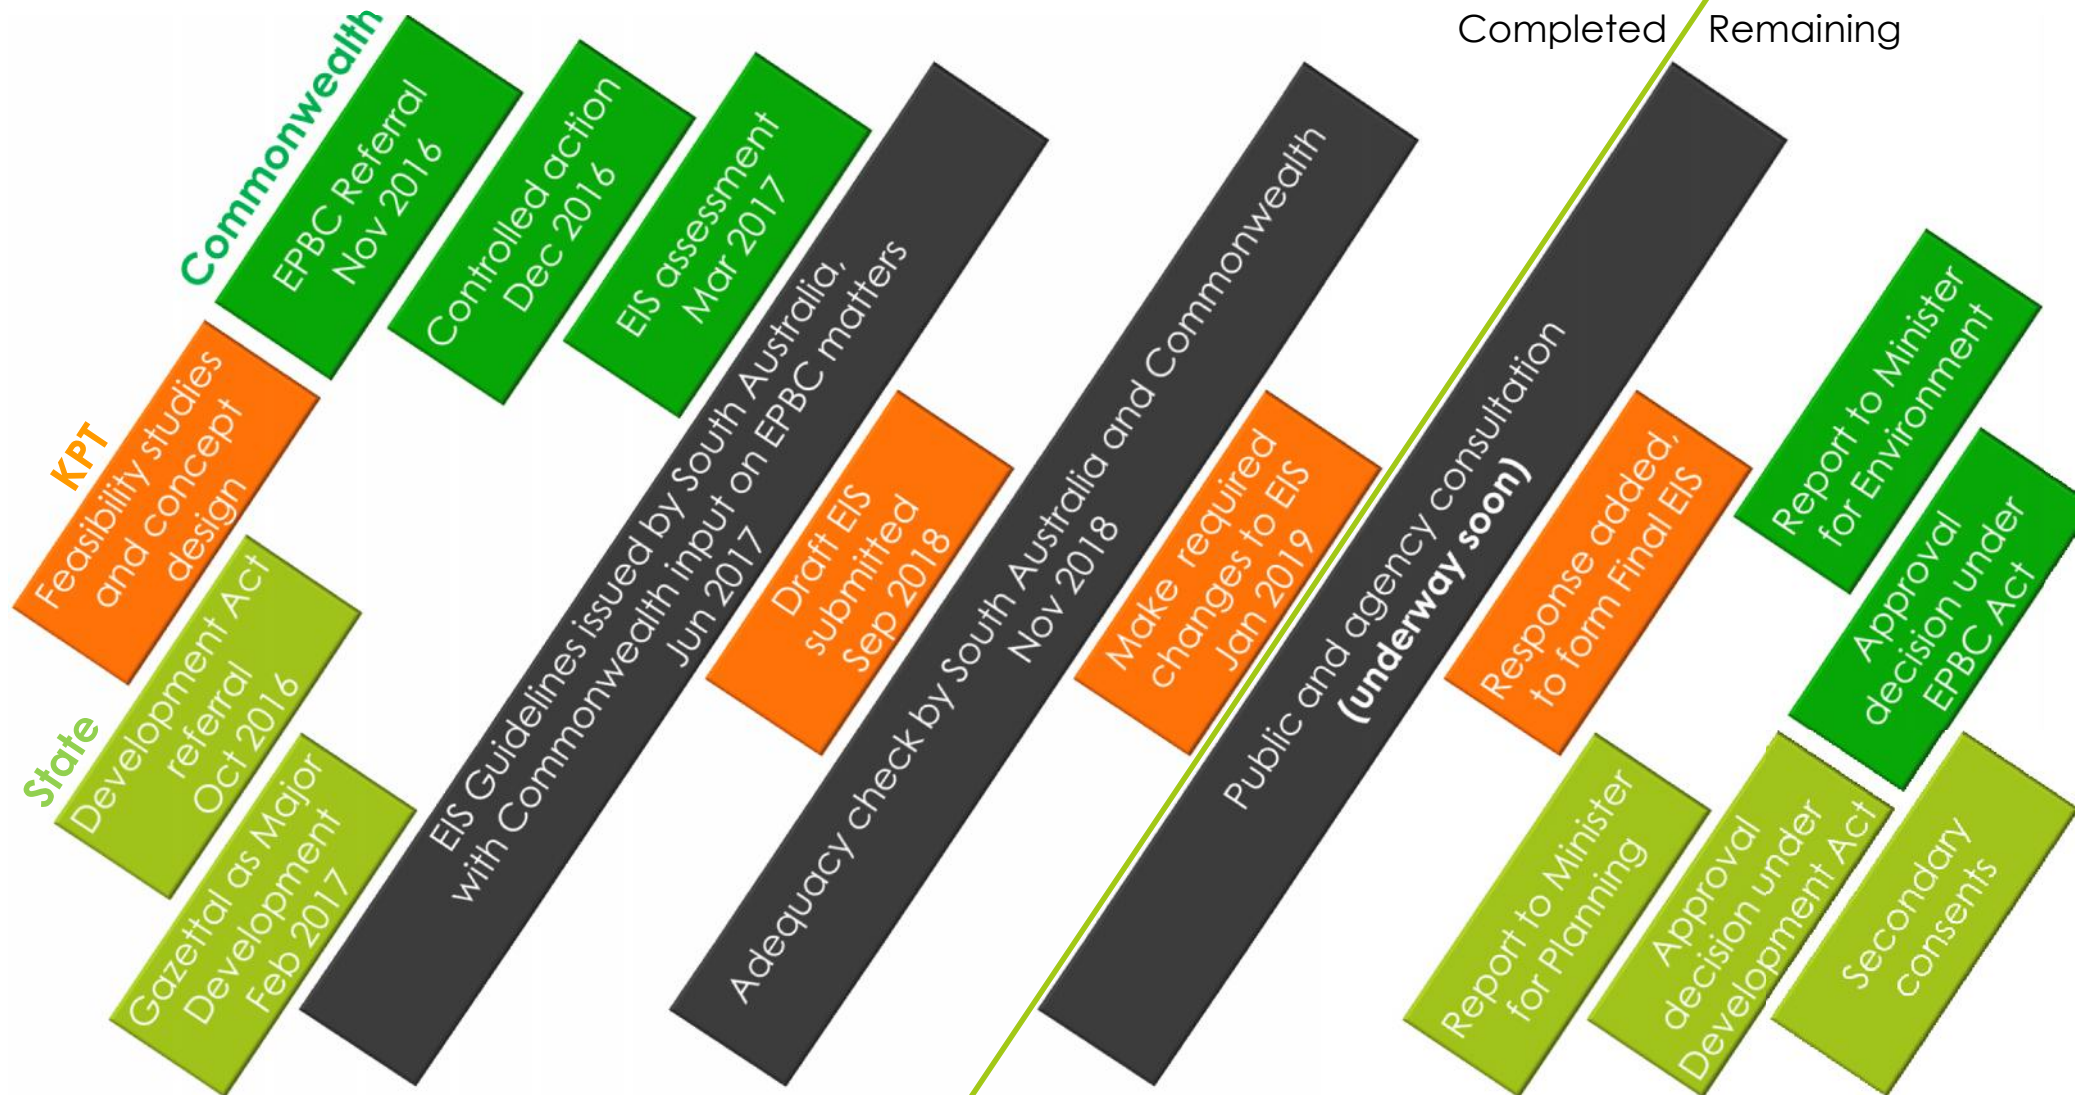 Completed
Remaining
Commonwealth
EPBC Referral
Nov 2016
Controlled action
Dec 2016
EIS assessment
Mar 2017
KPT
Feasibility studies
and concept
design
State
Development Act
referral
Oct 2016
Gazettal as Major
Development
Feb 2017
EIS Guidelines issued by South Australia,
with Commonwealth input on EPBC matters
Jun 2017
Draft EIS
submitted
Sep 2018
Adequacy check by South Australia and Commonwealth
Nov 2018
Make required
changes to EIS
Jan 2019
Public and agency consultation
(underway soon)
Response added,
to form Final EIS
Report to Minister
for Environment
Approval
decision under
EPBC Act
Report to Minister
for Planning
Approval
decision under
Development Act
Secondary
consents